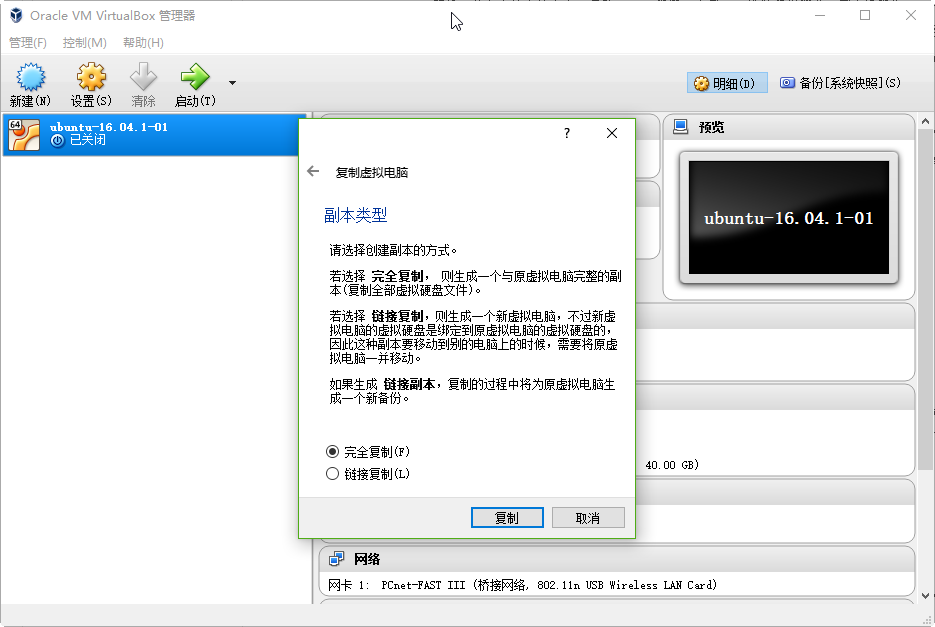 Oracle VM VirtualBox 管理器
管理(F) 控制(M) 帮助(H)
新建(N) 设置(S) 清除 启动(T)
明细(D) 备份[系统快照](S)
64
ubuntu-16.04.1-01
已关闭
预览
ubuntu-16.04.1-01
?
复制虚拟电脑
副本类型
请选择创建副本的方式。
若选择 完全复制, 则生成一个与原虚拟电脑完整的副
本(复制全部虚拟硬盘文件)。
若选择 链接复制,则生成一个新虚拟电脑,不过新虚
拟电脑的虚拟硬盘是绑定到原虚拟电脑的虚拟硬盘的,
因此这种副本要移动到别的电脑上的时候,需要将原虚
拟电脑一并移动。
如果生成 链接副本,复制的过程中将为原虚拟电脑生
成一个新备份。
完全复制(F)
链接复制(L)
复制 取消
40.00 GB)
网络
网卡 1: PCnet-FAST III (桥接网络, 802.11n USB Wireless LAN Card)